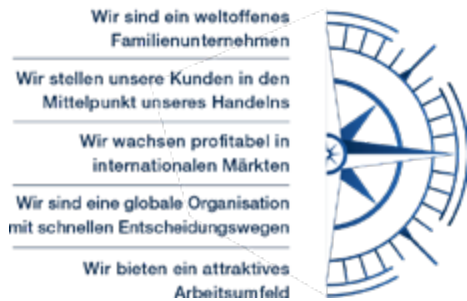 Wir sind ein weltoffenes
Familienunternehmen
Wir stellen unsere Kunden in den
Mittelpunkt unseres Handelns
Wir wachsen profitabel in
internationalen Märkten
Wir sind eine globale Organisation
mit schnellen Entscheidungswegen
Wir bieten ein attraktives
Arbeitsumfeld